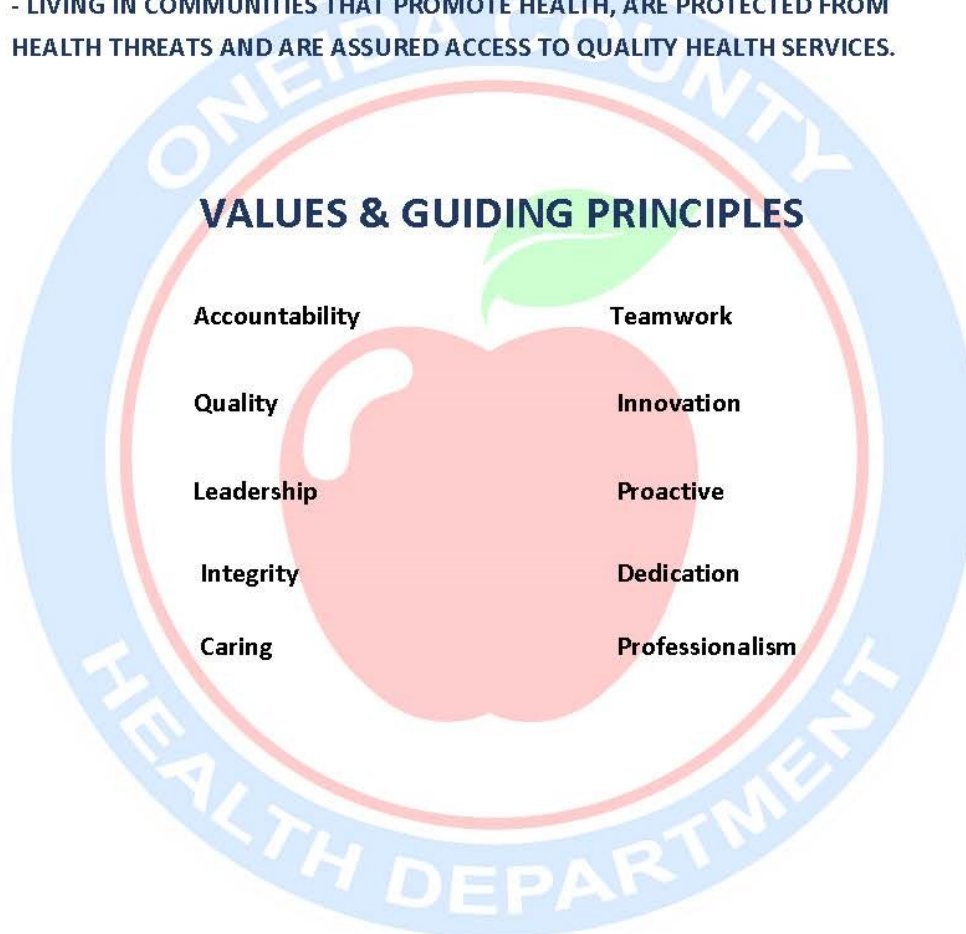 - LIVING IN COMMUNITIES THAT PROMOTE HEALTH, ARE PROTECTED FROM
HEALTH THREATS AND ARE ASSURED ACCESS TO QUALITY HEALTH SERVICES.
ONEIDA COUNTY
VALUES & GUIDING PRINCIPLES
Accountability Teamwork
Quality Innovation
Leadership Proactive
Integrity Dedication
Caring Professionalism
HEALTH DEPARTMENT